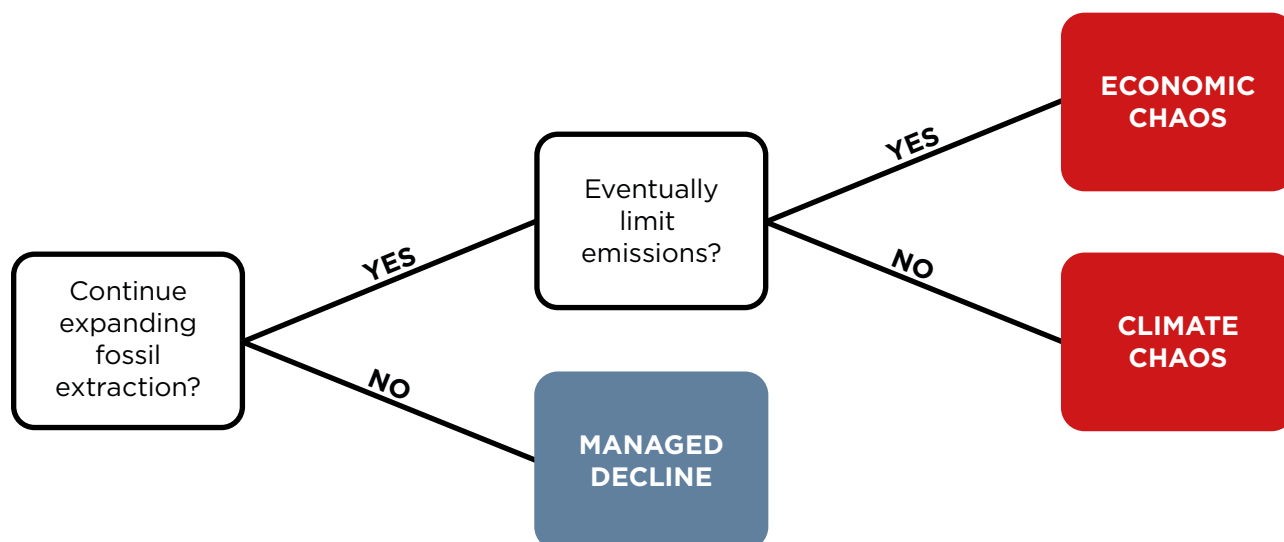 Continue
expanding
fossil
extraction?
YES
NO
Eventually
limit
emissions?
MANAGED
DECLINE
YES
NO
ECONOMIC
CHAOS
CLIMATE
CHAOS